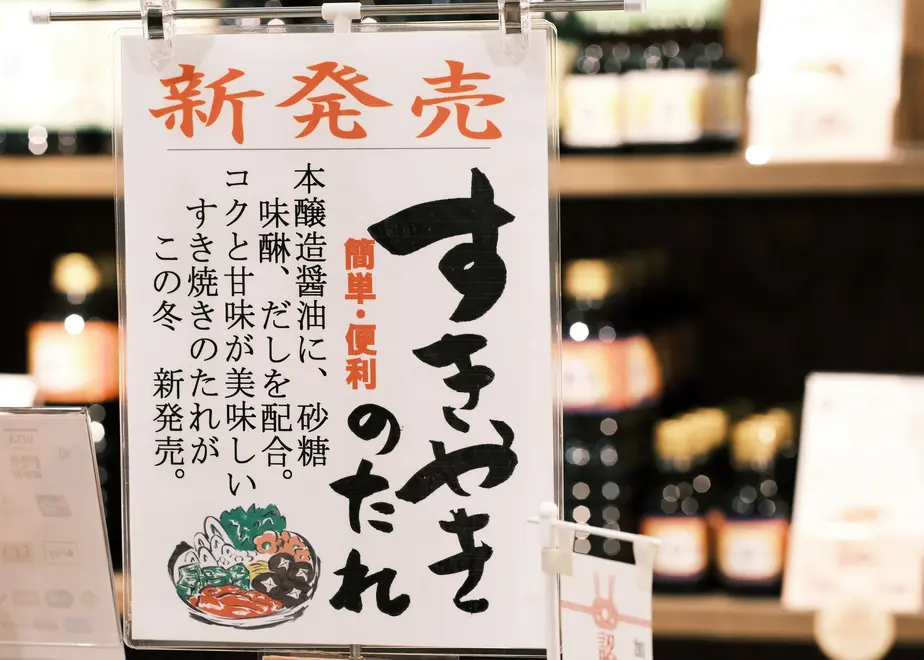 新発売
すきやき
のたれ
簡単・便利
本醸造醤油に、砂糖
味醂、だしを配合。
コクと甘味が美味しい
すき焼きのたれが
この冬 新発売。
認